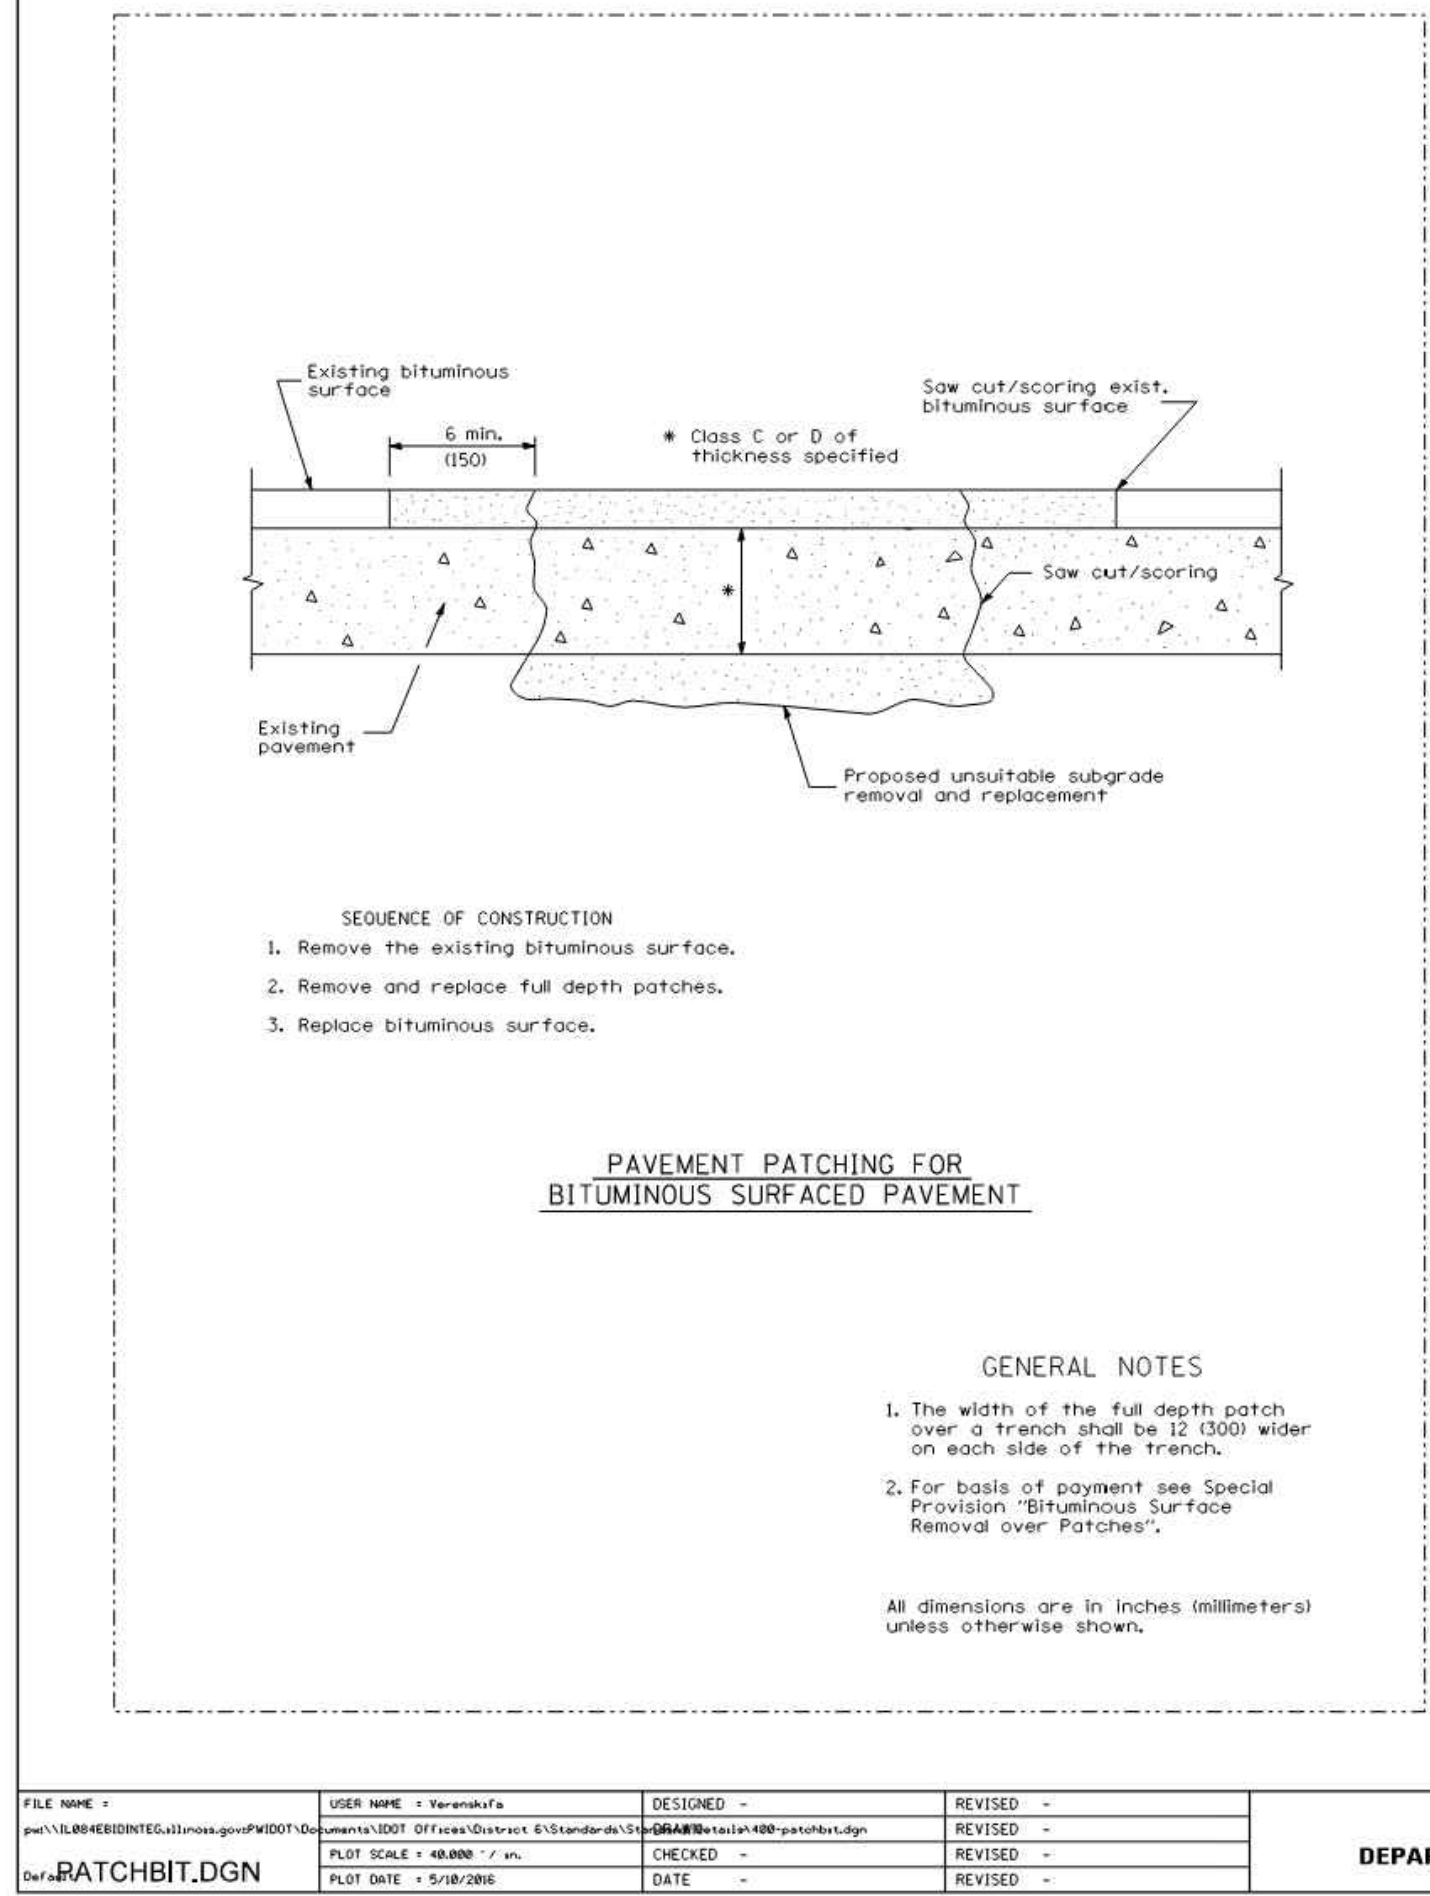 Existing bituminous
surface
Saw cut/scoring exist.
bituminous surface
6 min.
(150)
* Class C or D of
thickness specified
*
Saw cut/scoring
Existing
pavement
Proposed unsuitable subgrade
removal and replacement
SEQUENCE OF CONSTRUCTION
1. Remove the existing bituminous surface.
2. Remove and replace full depth patches.
3. Replace bituminous surface.
PAVEMENT PATCHING FOR
BITUMINOUS SURFACED PAVEMENT
GENERAL NOTES
1. The width of the full depth patch
over a trench shall be 12 (300) wider
on each side of the trench.
2. For basis of payment see Special
Provision "Bituminous Surface
Removal over Patches".
All dimensions are in inches (millimeters)
unless otherwise shown.
FILE NAME =
USER NAME = Verenskifa
DESIGNED -
REVISED -
REVISED -
PLOT SCALE = 40.000 ' / in.
CHECKED -
REVISED -
PATCHBIT.DGN
PLOT DATE = 5/10/2016
DATE -
REVISED -